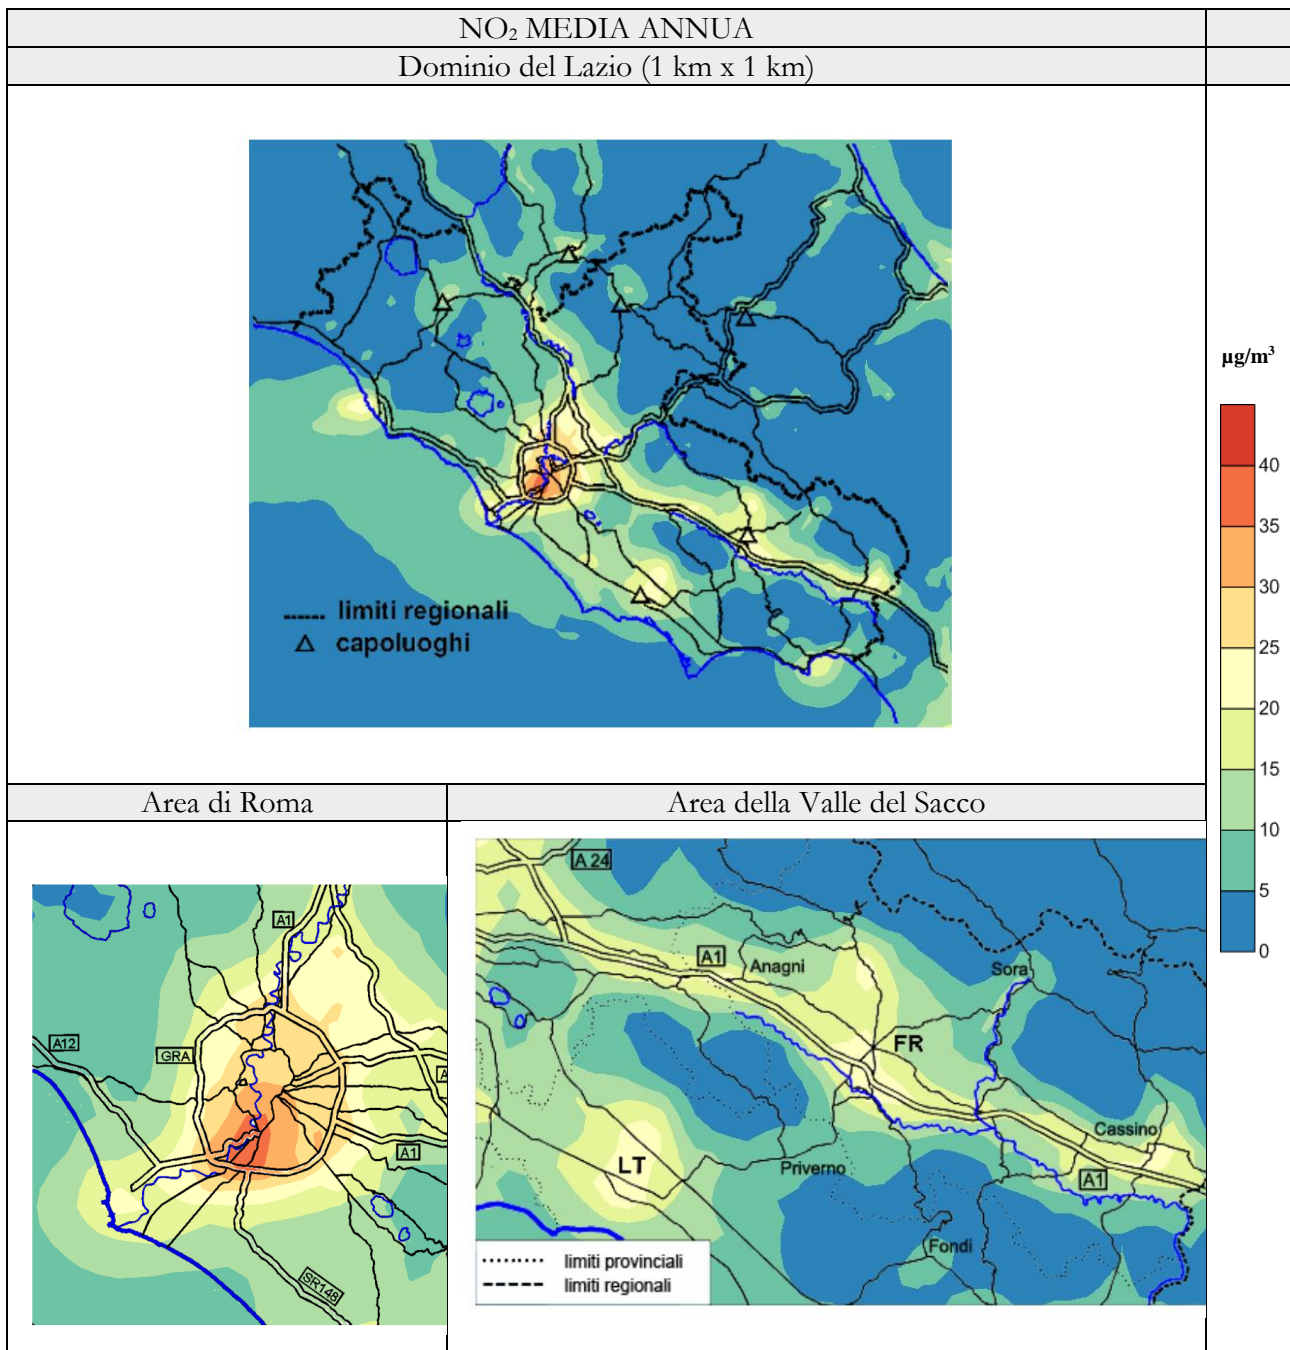 NO₂ MEDIA ANNUA
Dominio del Lazio (1 km x 1 km)
limiti regionali
capoluoghi
µg/m³
40
35
30
25
20
15
10
5
0
Area di Roma
Area della Valle del Sacco
A1
A12
GRA
A
A1
SR148
A 24
A1
Anagni
Sora
FR
Cassino
LT
Priverno
A1
Fondi
limiti provinciali
limiti regionali